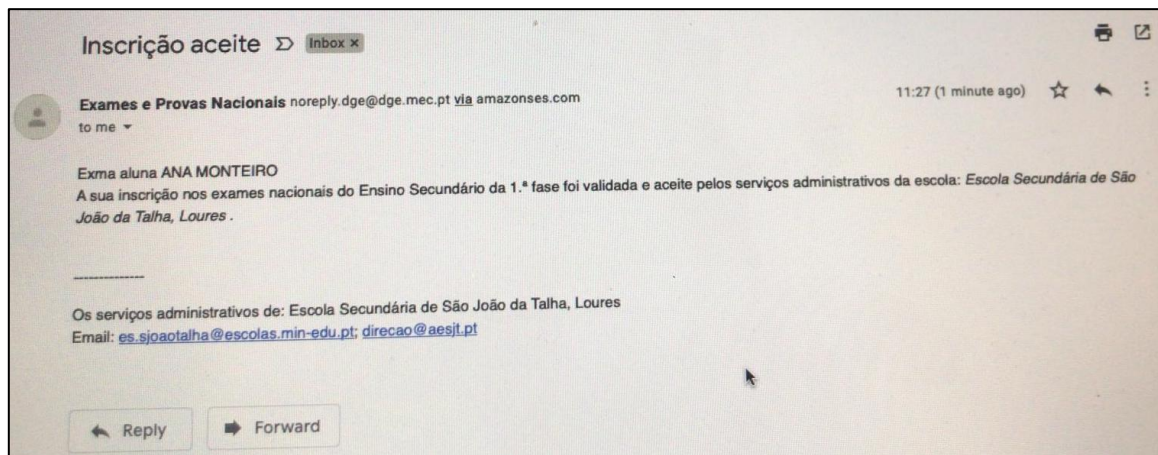 Inscrição aceite Inbox x
Exames e Provas Nacionais noreply.dge@dge.mec.pt via amazonses.com 11:27 (1 minute ago)
to me
Exma aluna ANA MONTEIRO
A sua inscrição nos exames nacionais do Ensino Secundário da 1.ª fase foi validada e aceite pelos serviços administrativos da escola: Escola Secundária de São
João da Talha, Loures .
--------------
Os serviços administrativos de: Escola Secundária de São João da Talha, Loures
Email: es.sjoaotalha@escolas.min-edu.pt; direcao@aesjt.pt
Reply Forward